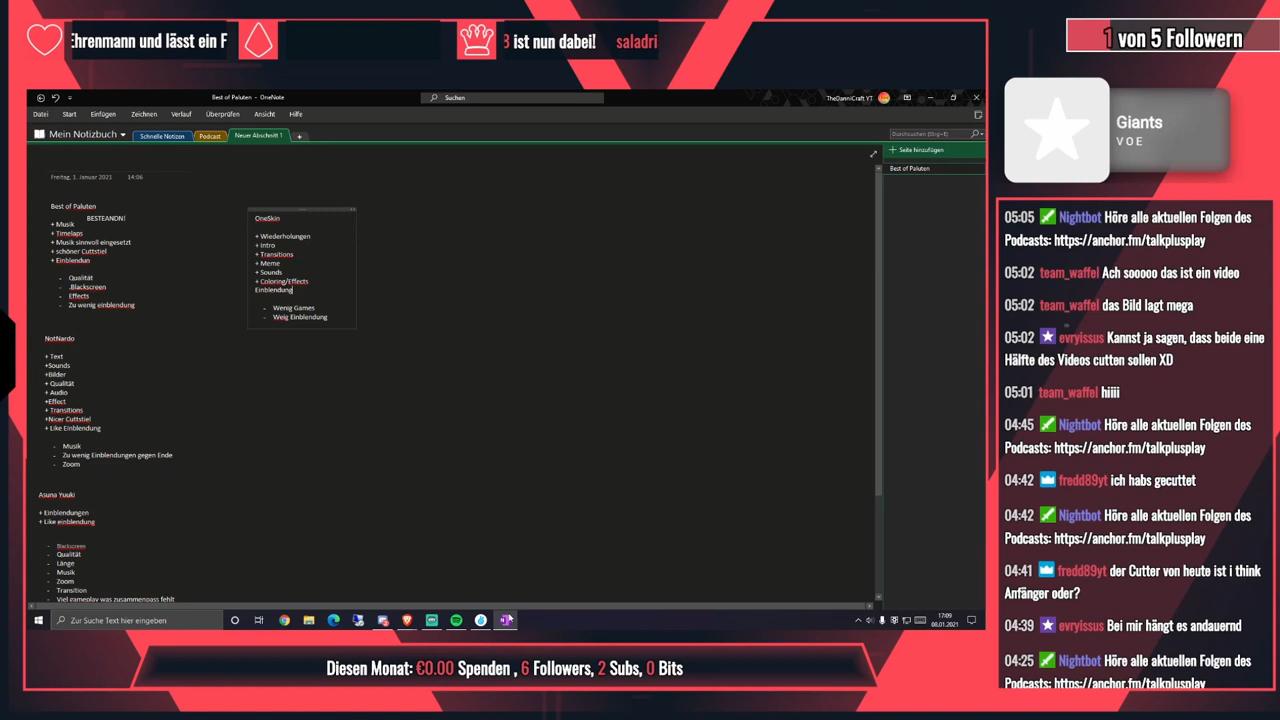 Ehrenmann und lässt ein F
3 ist nun dabei! saladri
1 von 5 Followern
Best of Paluten - OneNote
Suchen
TheDanniCraft YT
Datei Start Einfügen Zeichnen Verlauf Überprüfen Ansicht Hilfe
Mein Notizbuch
Schnelle Notizen
Podcast
Neuer Abschnitt 1
Durchsuchen (Strg+E)
Seite hinzufügen
Best of Paluten
Freitag, 1. Januar 2021 14:06
Best of Paluten
BESTEANDN!
+ Musik
+ Timelaps
+ Musik sinnvoll eingesetzt
+ schöner Cuttstiel
+ Einblendun
- Qualität
- .Blackscreen
- Effects
- Zu wenig einblendung
OneSkin
+ Wiederholungen
+ Intro
+ Transitions
+ Meme
+ Sounds
+ Coloring/Effects
Einblendung
- Wenig Games
- Weig Einblendung
NotNardo
+ Text
+Sounds
+Bilder
+ Qualität
+ Audio
+Effect
+ Transitions
+Nicer Cuttstiel
+ Like Einblendung
- Musik
- Zu wenig Einblendungen gegen Ende
- Zoom
Asuna Yuuki
+ Einblendungen
+ Like einblendung
- Blackscreen
- Qualität
- Länge
- Musik
- Zoom
- Transition
- Viel gameplay was zusammenpass fehlt
Zur Suche Text hier eingeben
17:09
08.01.2021
Diesen Monat: €0.00 Spenden , 6 Followers, 2 Subs, 0 Bits
Giants
VOE
05:05 Nightbot Höre alle aktuellen Folgen des
Podcasts: https://anchor.fm/talkplusplay
05:02 team_waffel Ach sooooo das ist ein video
05:02 team_waffel das Bild lagt mega
05:02 evryissus Kannst ja sagen, dass beide eine
Hälfte des Videos cutten sollen XD
05:01 team_waffel hiiii
04:45 Nightbot Höre alle aktuellen Folgen des
Podcasts: https://anchor.fm/talkplusplay
04:42 fredd89yt ich habs gecuttet
04:42 Nightbot Höre alle aktuellen Folgen des
Podcasts: https://anchor.fm/talkplusplay
04:41 fredd89yt der Cutter von heute ist i think
Anfänger oder?
04:39 evryissus Bei mir hängt es andauernd
04:25 Nightbot Höre alle aktuellen Folgen des
Podcasts: https://anchor.fm/talkplusplay